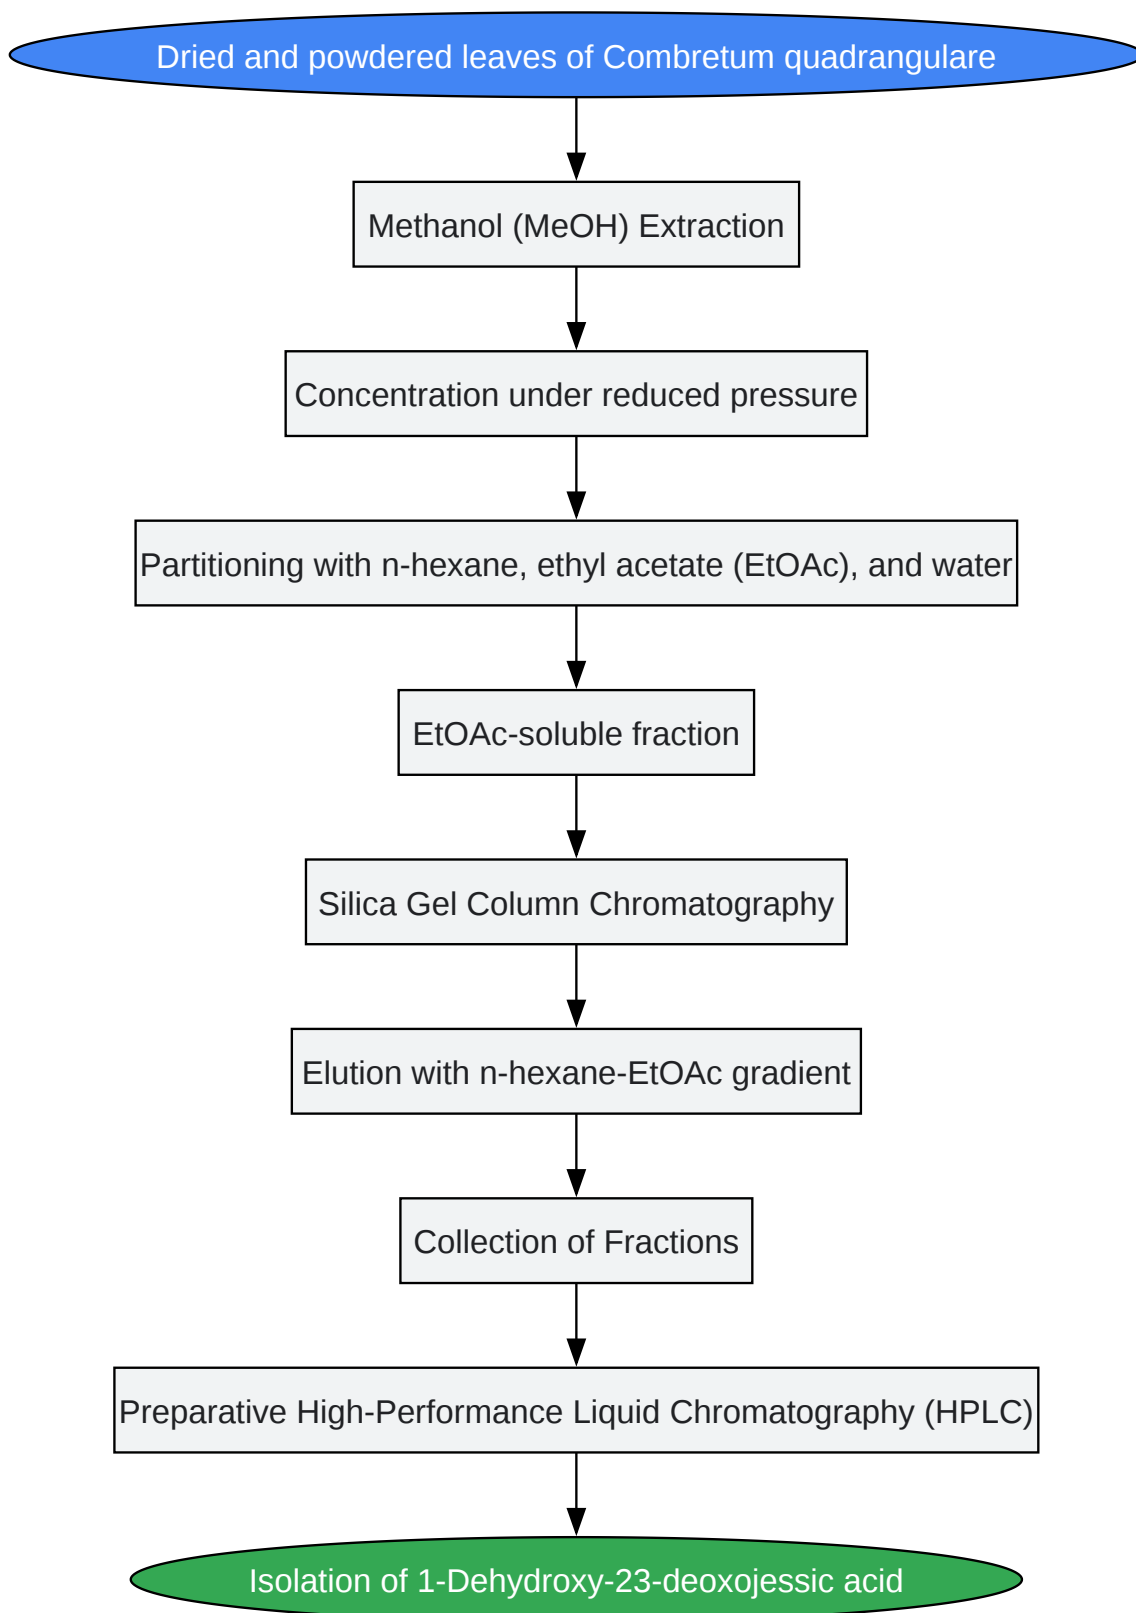 Dried and powdered leaves of Combretum quadrangulare
Methanol (MeOH) Extraction
Concentration under reduced pressure
Partitioning with n-hexane, ethyl acetate (EtOAc), and water
EtOAc-soluble fraction
Silica Gel Column Chromatography
Elution with n-hexane-EtOAc gradient
Collection of Fractions
Preparative High-Performance Liquid Chromatography (HPLC)
Isolation of 1-Dehydroxy-23-deoxojessic acid